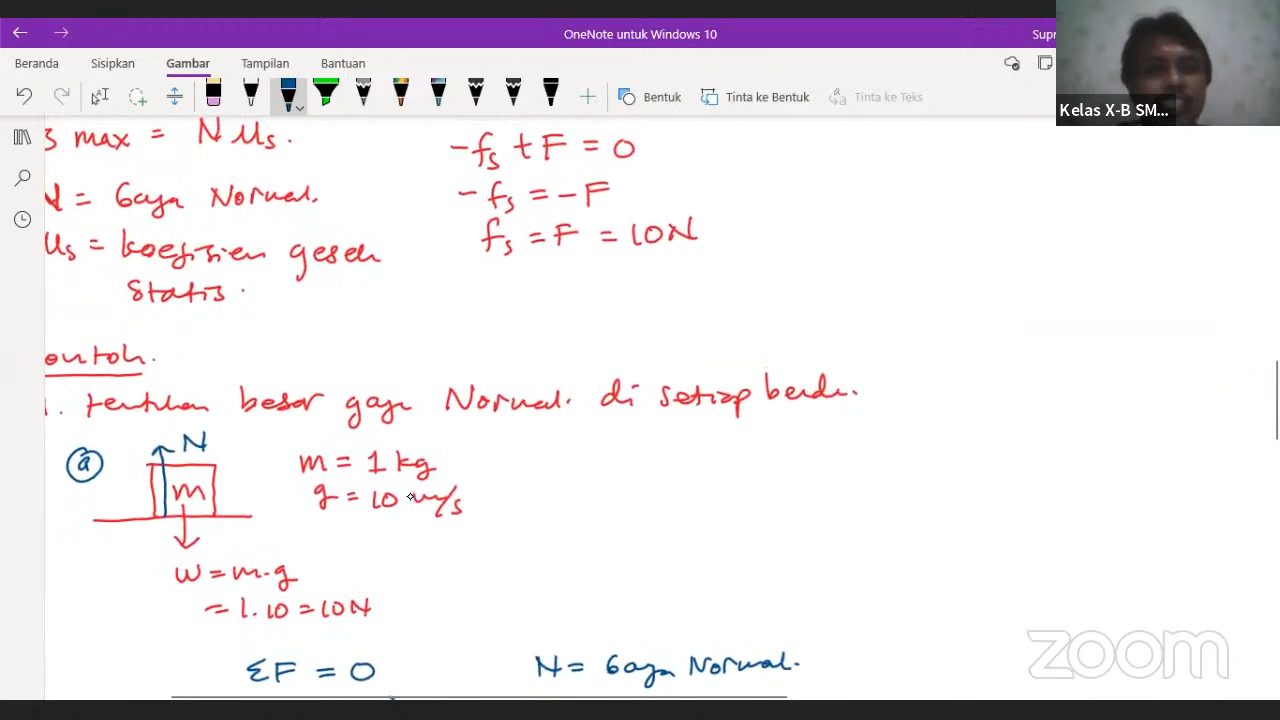 OneNote untuk Windows 10
Supr
Beranda Sisipkan Gambar Tampilan Bantuan
Bentuk Tinta ke Bentuk Tinta ke Teks
Kelas X-B SM...
s max = N μs.
= Gaya Normal.
μs = koefisien gesek
Statis.
-fs + F = 0
-fs = -F
fs = F = 10N
ontoh.
1. tentukan besar gaya Normal. di setiap benda.
a
N
m
m = 1 kg
g = 10 m/s
w = m.g
= 1.10 = 10N
ΣF = 0
N = Gaya Normal.
zoom